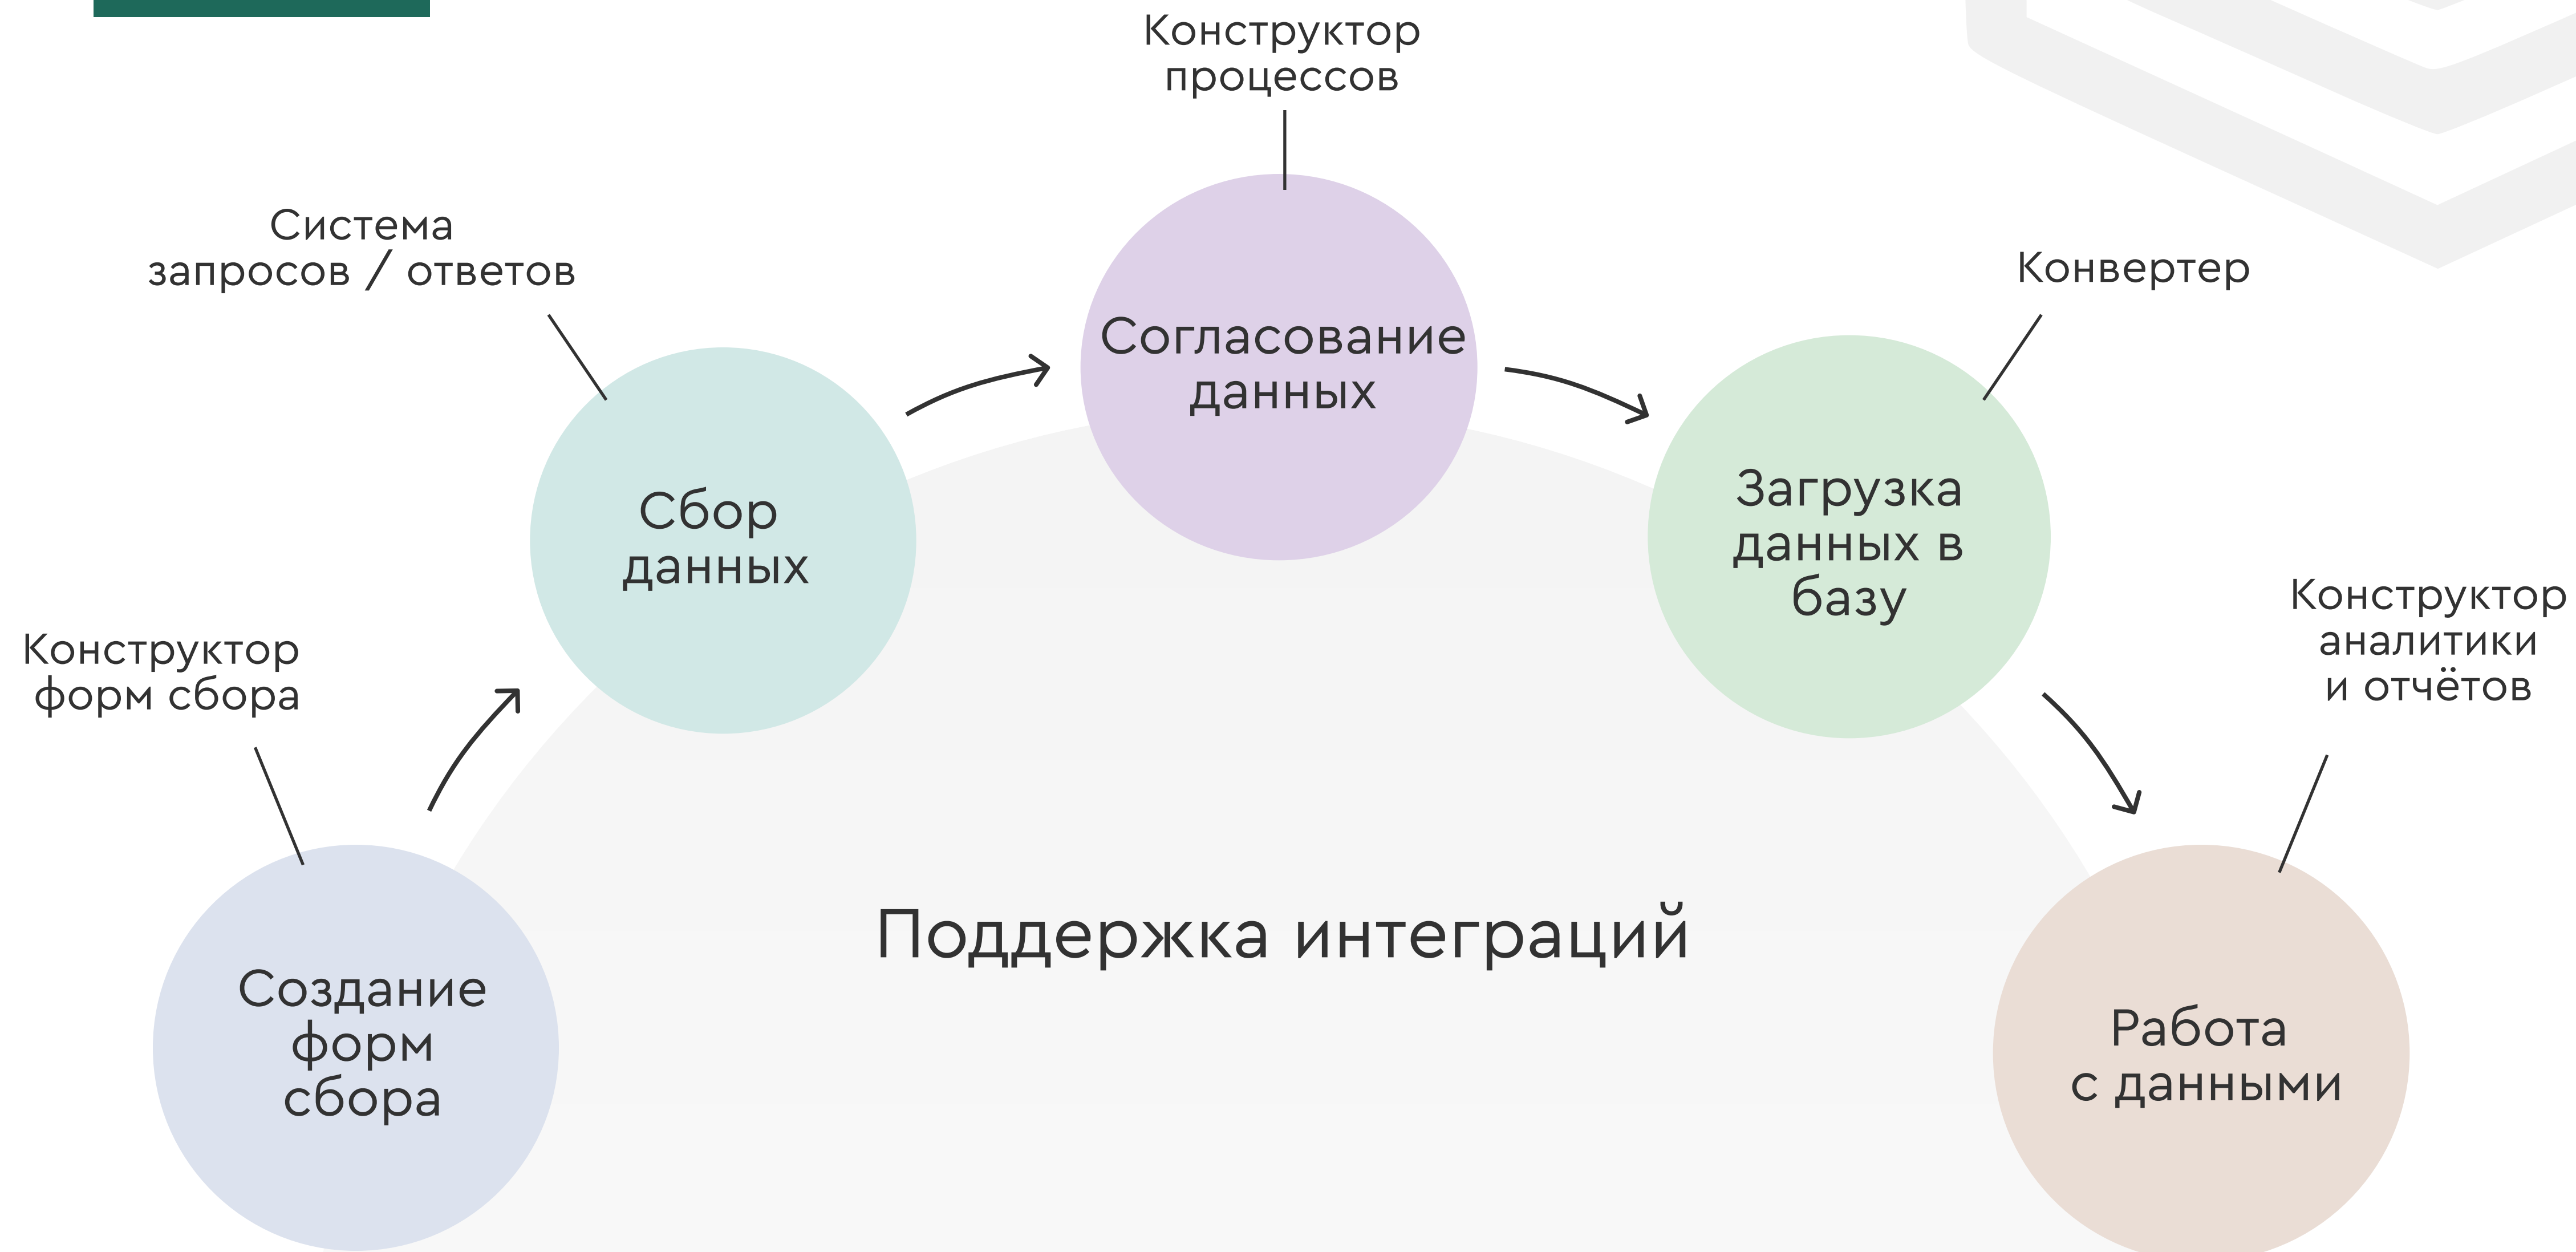 Конструктор
процессов
Система
запросов / ответов
Конвертер
Согласование
данных
Загрузка
данных в
базу
Сбор
данных
Конструктор
аналитики
и отчётов
Конструктор
форм сбора
Поддержка интеграций
Создание
форм
сбора
Работа
с данными